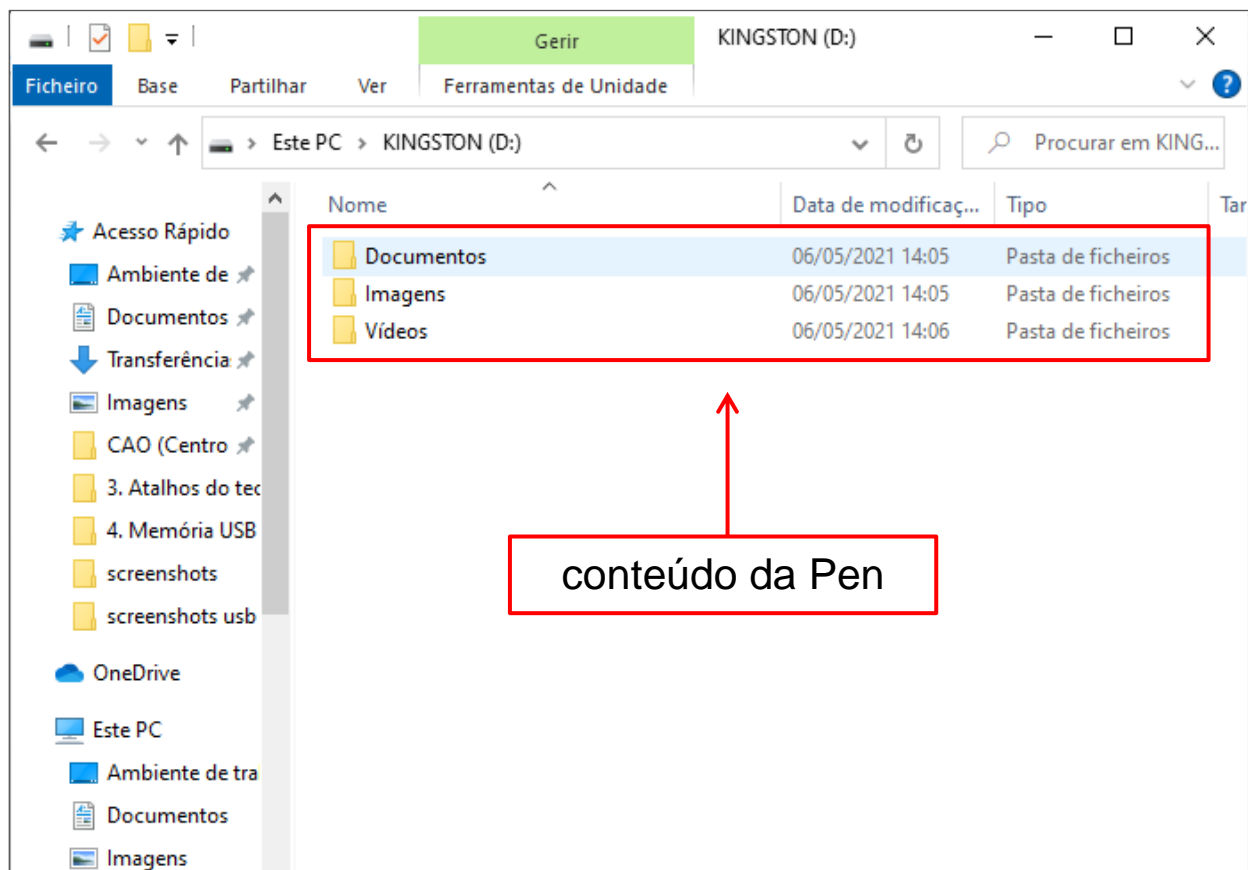 Gerir
KINGSTON (D:)
Ficheiro Base Partilhar Ver Ferramentas de Unidade
Este PC > KINGSTON (D:)
Procurar em KING...
Nome Data de modificaç... Tipo Tar
Acesso Rápido
Ambiente de
Documentos
Transferência
Imagens
CAO (Centro
3. Atalhos do tec
4. Memória USB
screenshots
screenshots usb
OneDrive
Este PC
Ambiente de tra
Documentos
Imagens
Documentos 06/05/2021 14:05 Pasta de ficheiros
Imagens 06/05/2021 14:05 Pasta de ficheiros
Vídeos 06/05/2021 14:06 Pasta de ficheiros
conteúdo da Pen